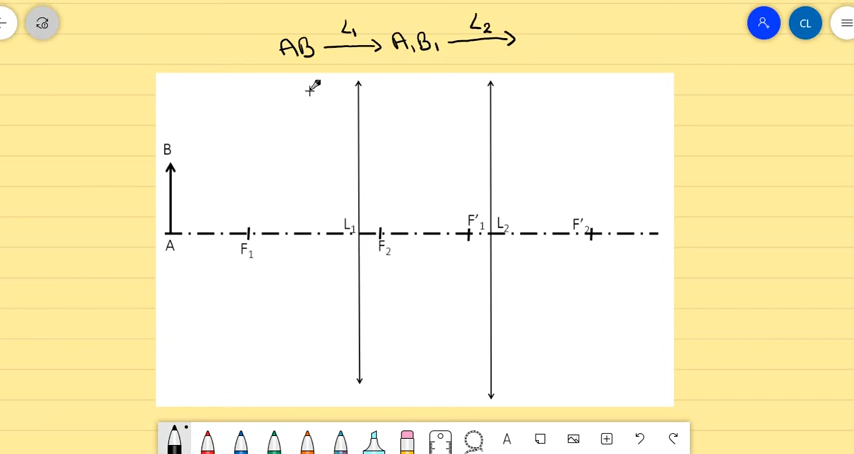 CL
AB L₁ → A₁B₁ L₂ →
B
L₁ F'₁ L₂ F'₂
A F₁ F₂
A